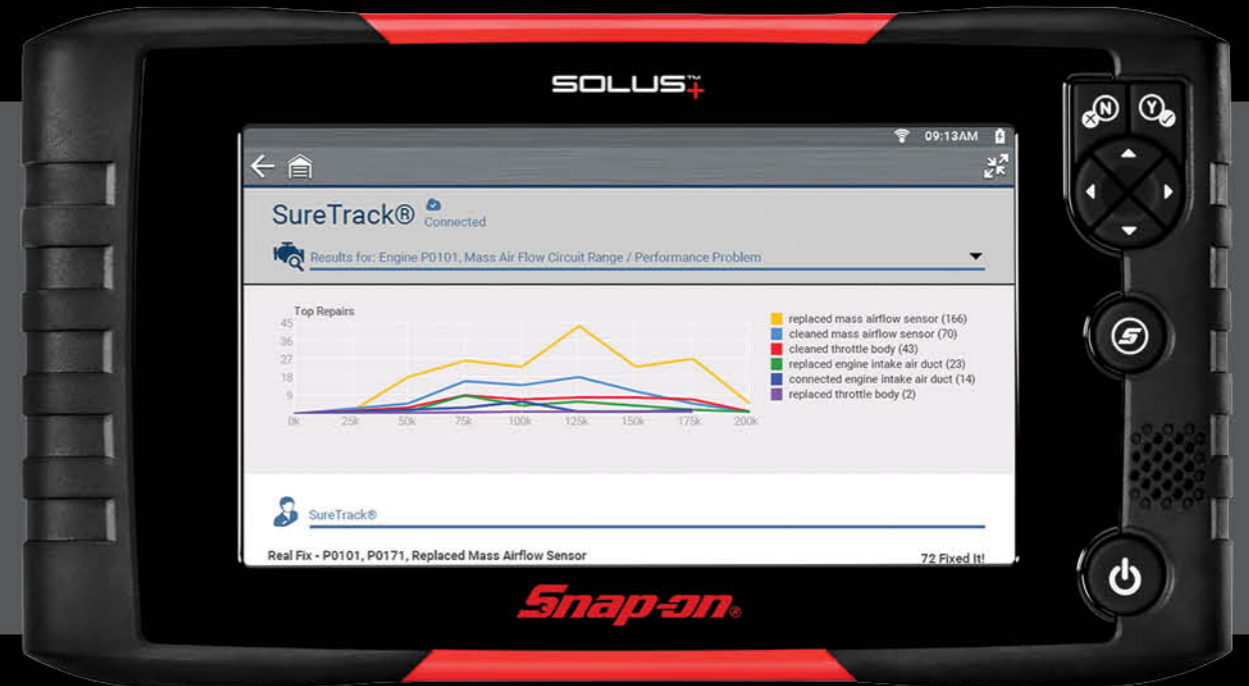 SOLUS+™
N
Y
09:13AM
SureTrack®
Connected
Results for: Engine P0101, Mass Air Flow Circuit Range / Performance Problem
Top Repairs
45
36
27
18
9
0k 25k 50k 75k 100k 125k 150k 175k 200k
replaced mass airflow sensor (166)
cleaned mass airflow sensor (70)
cleaned throttle body (43)
replaced engine intake air duct (23)
connected engine intake air duct (14)
replaced throttle body (2)
S
SureTrack®
Real Fix - P0101, P0171, Replaced Mass Airflow Sensor
72 Fixed It!
Snap-on®